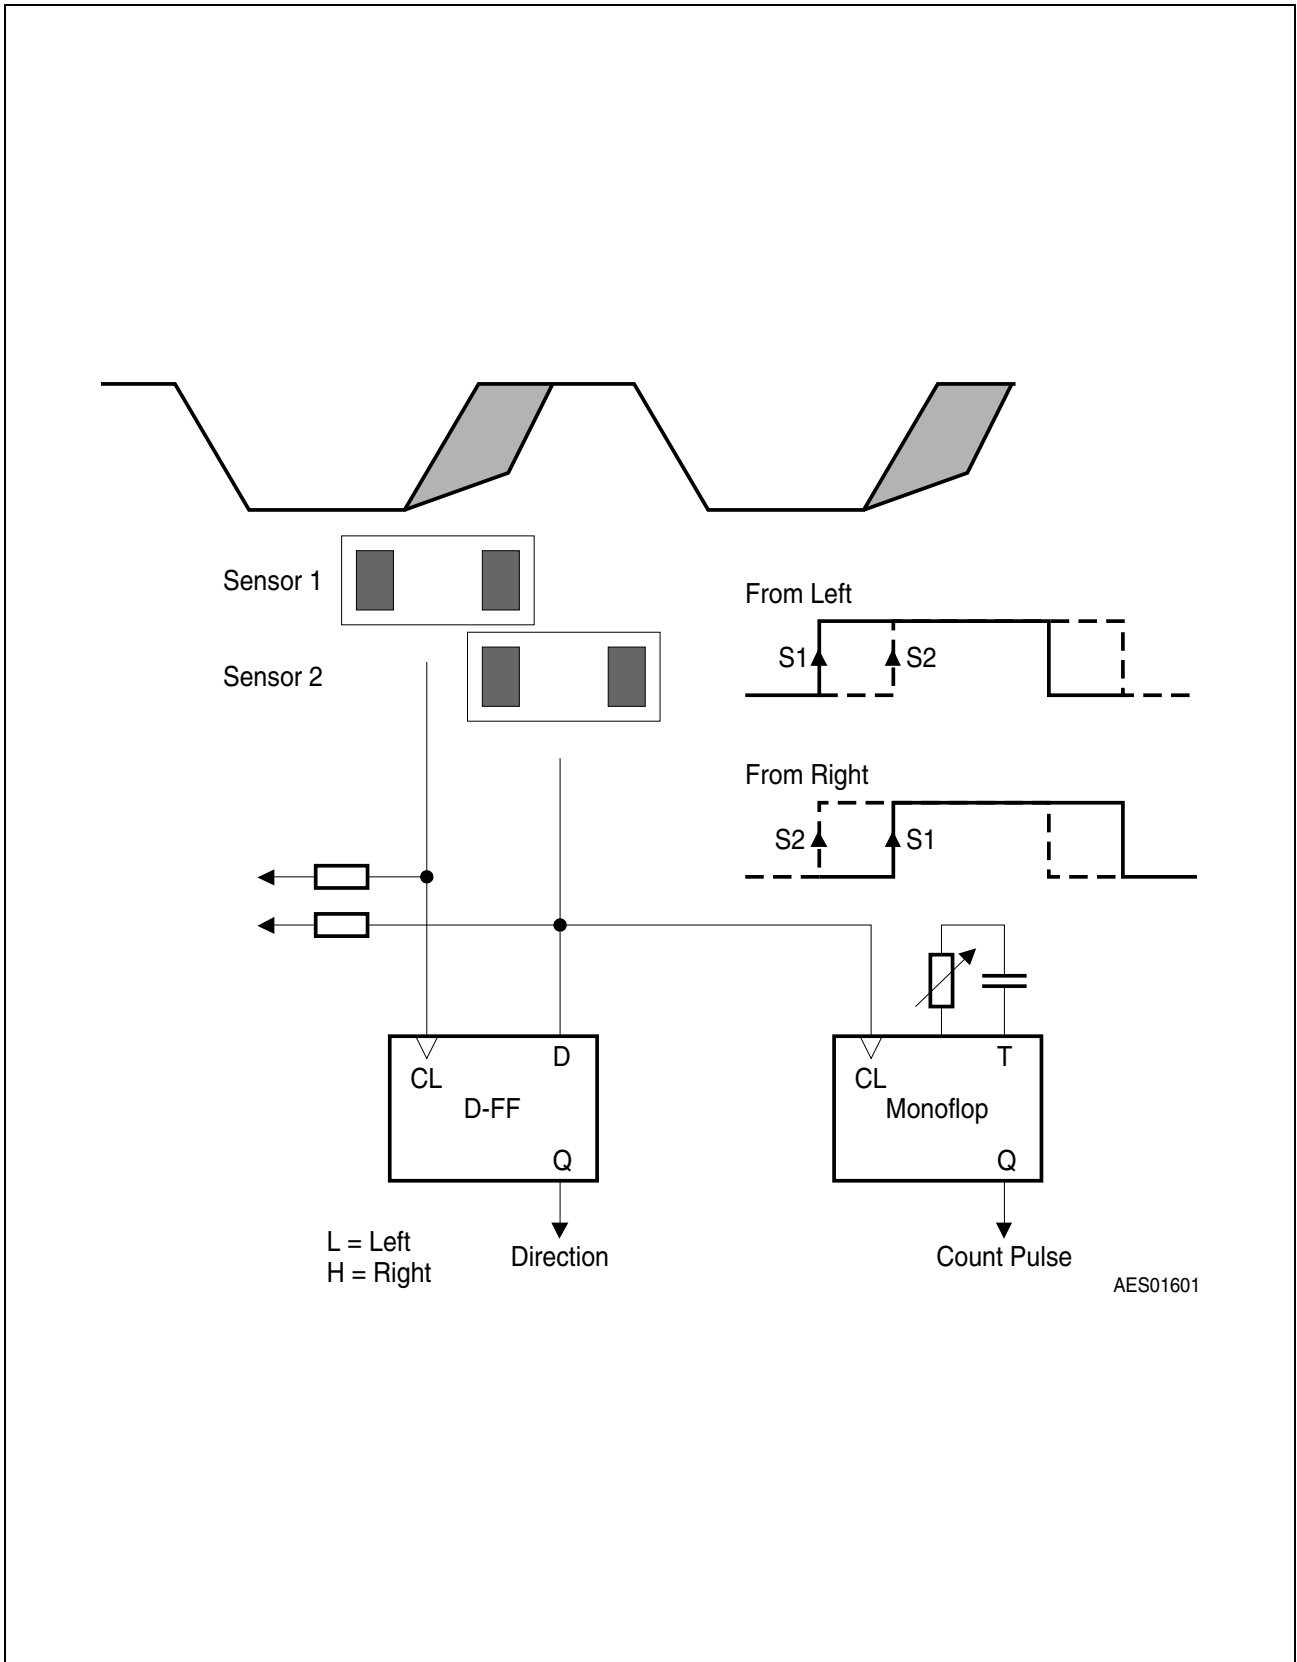 Sensor 1
Sensor 2
From Left
S1
S2
From Right
S2
S1
CL
D
D-FF
Q
CL
T
Monoflop
Q
L = Left
H = Right
Direction
Count Pulse
AES01601